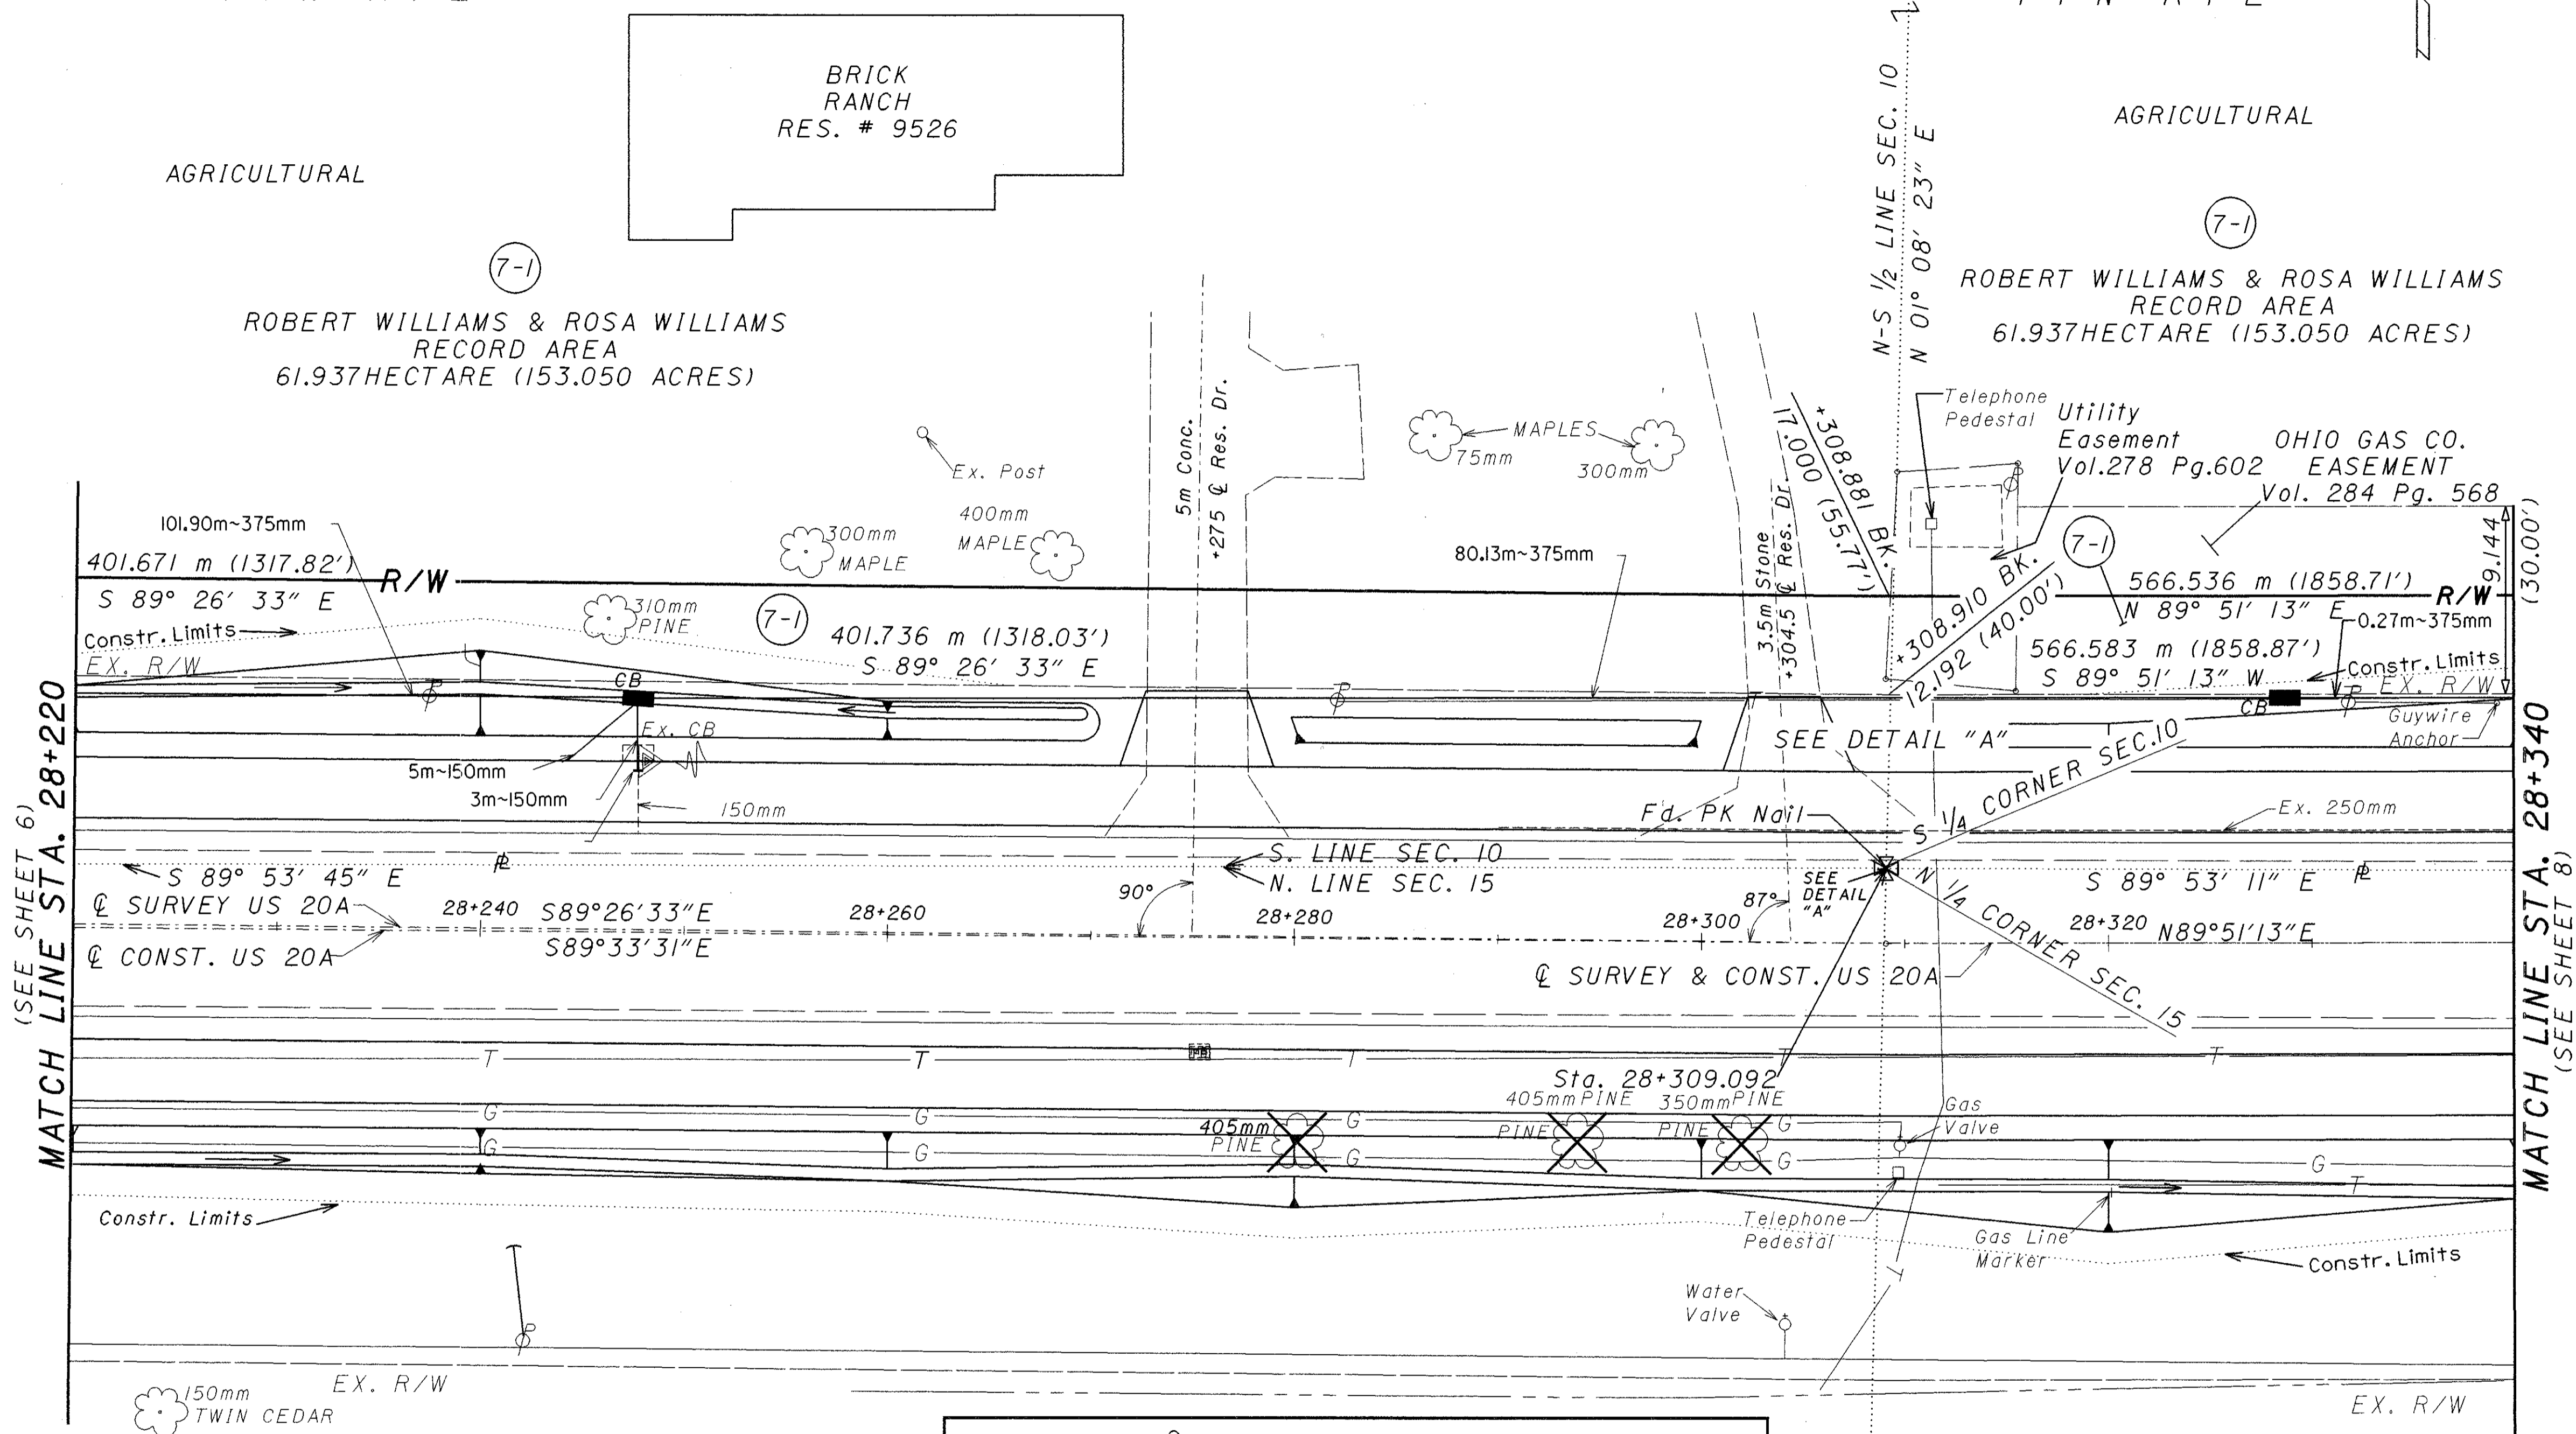 BRICK
RANCH
RES. # 9526
AGRICULTURAL
AGRICULTURAL
N-S 1/2 LINE SEC. 10
N 01° 08' 23" E
7-1
ROBERT WILLIAMS & ROSA WILLIAMS
RECORD AREA
61.937HECTARE (153.050 ACRES)
7-1
ROBERT WILLIAMS & ROSA WILLIAMS
RECORD AREA
61.937HECTARE (153.050 ACRES)
Ex. Post
400mm
MAPLE
300mm
MAPLE
310mm
PINE
5m Conc.
+275 ℄ Res. Dr.
MAPLES
75mm
300mm
3.5m Stone
+304.5 ℄ Res. Dr.
+308.881 BK.
17.000 (55.77')
Telephone
Pedestal
Utility
Easement
Vol.278 Pg.602
OHIO GAS CO.
EASEMENT
Vol. 284 Pg. 568
9.144
(30.00')
101.90m~375mm
401.671 m (1317.82')
R/W
S 89° 26' 33" E
80.13m~375mm
7-1
+308.910 BK.
12.192 (40.00')
566.536 m (1858.71')
R/W
N 89° 51' 13" E
0.27m~375mm
566.583 m (1858.87')
S 89° 51' 13" W
Constr. Limits
EX. R/W
Constr. Limits
EX. R/W
7-1
401.736 m (1318.03')
S 89° 26' 33" E
P
CB
P
CB
P
Guywire
Anchor
Ex. CB
5m~150mm
3m~150mm
150mm
T
SEE DETAIL "A"
S 1/4 CORNER SEC.10
Fd. PK Nail
Ex. 250mm
MATCH LINE STA. 28+220
(SEE SHEET 6)
MATCH LINE STA. 28+340
(SEE SHEET 8)
S 89° 53' 45" E
PL
S. LINE SEC. 10
N. LINE SEC. 15
SEE
DETAIL
"A"
N 1/4 CORNER SEC. 15
S 89° 53' 11" E
PL
℄ SURVEY US 20A
28+240
S89°26'33"E
28+260
90°
28+280
28+300
87°
28+320
N89°51'13"E
℄ CONST. US 20A
S89°33'31"E
℄ SURVEY & CONST. US 20A
T
T
T
T
T
MB
Sta. 28+309.092
405mmPINE
350mmPINE
G
G
G
G
405mm
PINE
PINE
PINE
Gas
Valve
G
G
G
G
G
T
Constr. Limits
Telephone
Pedestal
Gas Line
Marker
Constr. Limits
Water
Valve
P
EX. R/W
EX. R/W
150mm
TWIN CEDAR